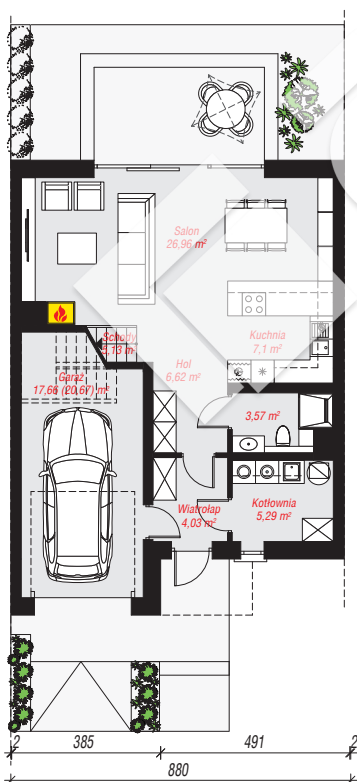 Salon
26,96 m²
Schody
Kuchnia
7,1 m²
Hol
6,62 m²
Garaż
17,66 (20,67) m²
3,57 m²
Wiatrołap
4,03 m²
Kotłownia
5,29 m²
2 385 491 2
880